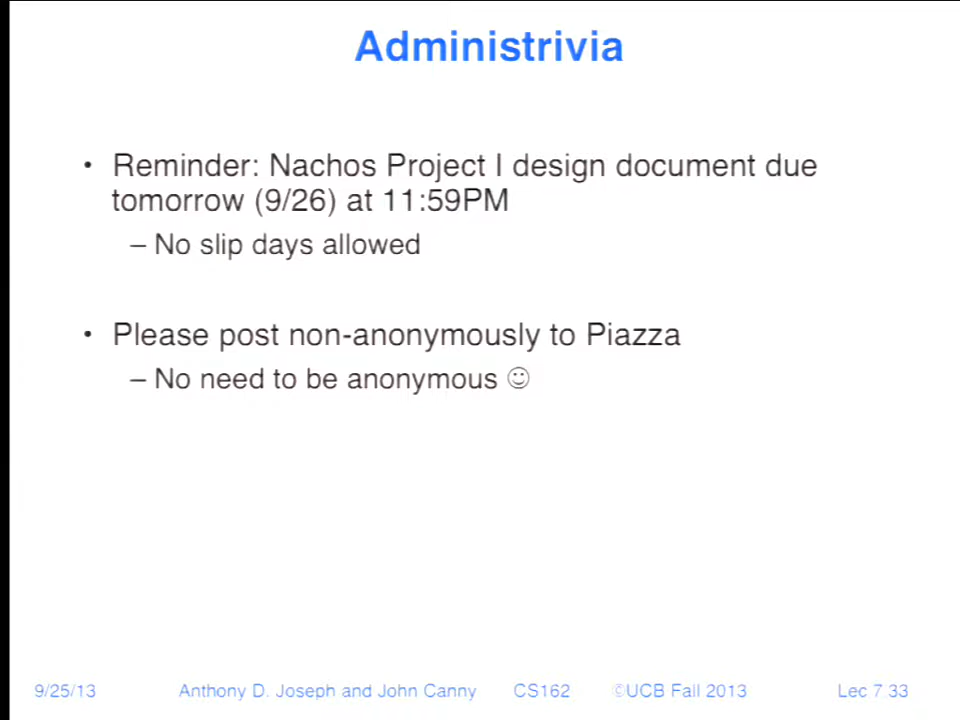 Administrivia
• Reminder: Nachos Project I design document due
tomorrow (9/26) at 11:59PM
– No slip days allowed
• Please post non-anonymously to Piazza
– No need to be anonymous ☺
9/25/13 Anthony D. Joseph and John Canny CS162 ©UCB Fall 2013 Lec 7 33